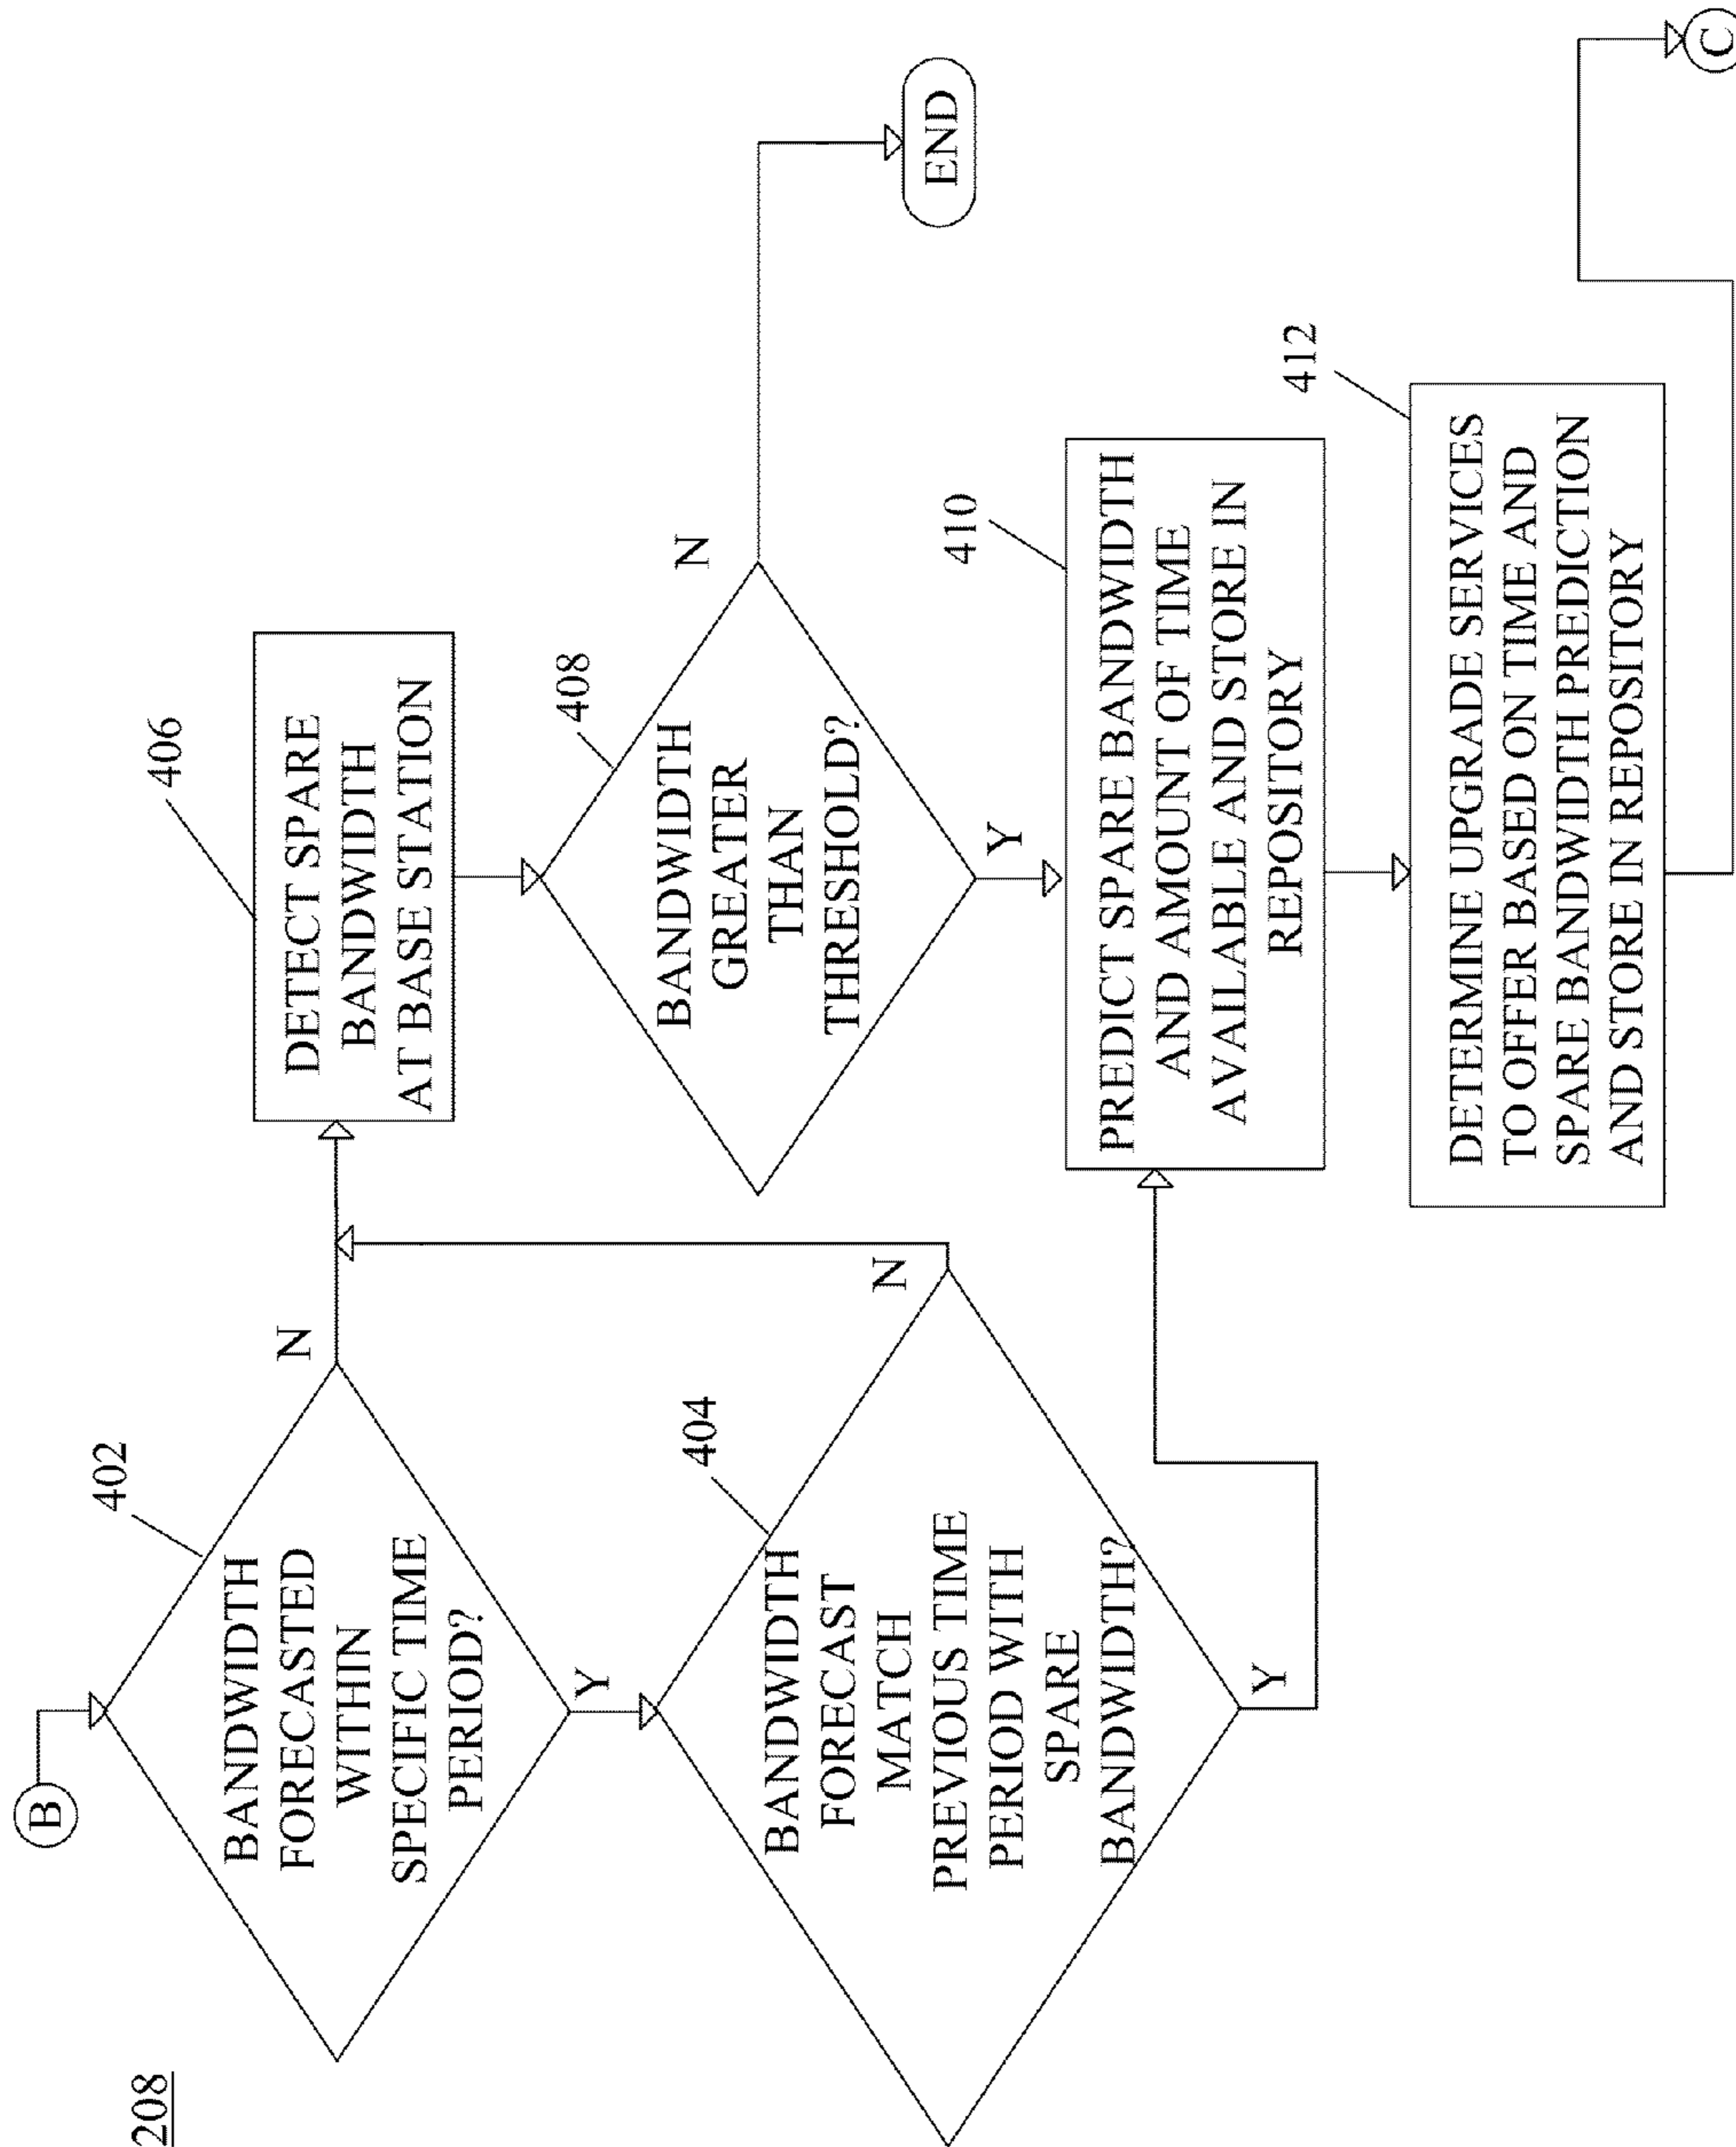 208
B
402
BANDWIDTH
FORECASTED
WITHIN
SPECIFIC TIME
PERIOD?
N
Y
404
BANDWIDTH
FORECAST
MATCH
PREVIOUS TIME
PERIOD WITH
SPARE
BANDWIDTH?
N
Y
406
DETECT SPARE
BANDWIDTH
AT BASE STATION
408
BANDWIDTH
GREATER
THAN
THRESHOLD?
N
Y
END
410
PREDICT SPARE BANDWIDTH
AND AMOUNT OF TIME
AVAILABLE AND STORE IN
REPOSITORY
412
DETERMINE UPGRADE SERVICES
TO OFFER BASED ON TIME AND
SPARE BANDWIDTH PREDICTION
AND STORE IN REPOSITORY
C